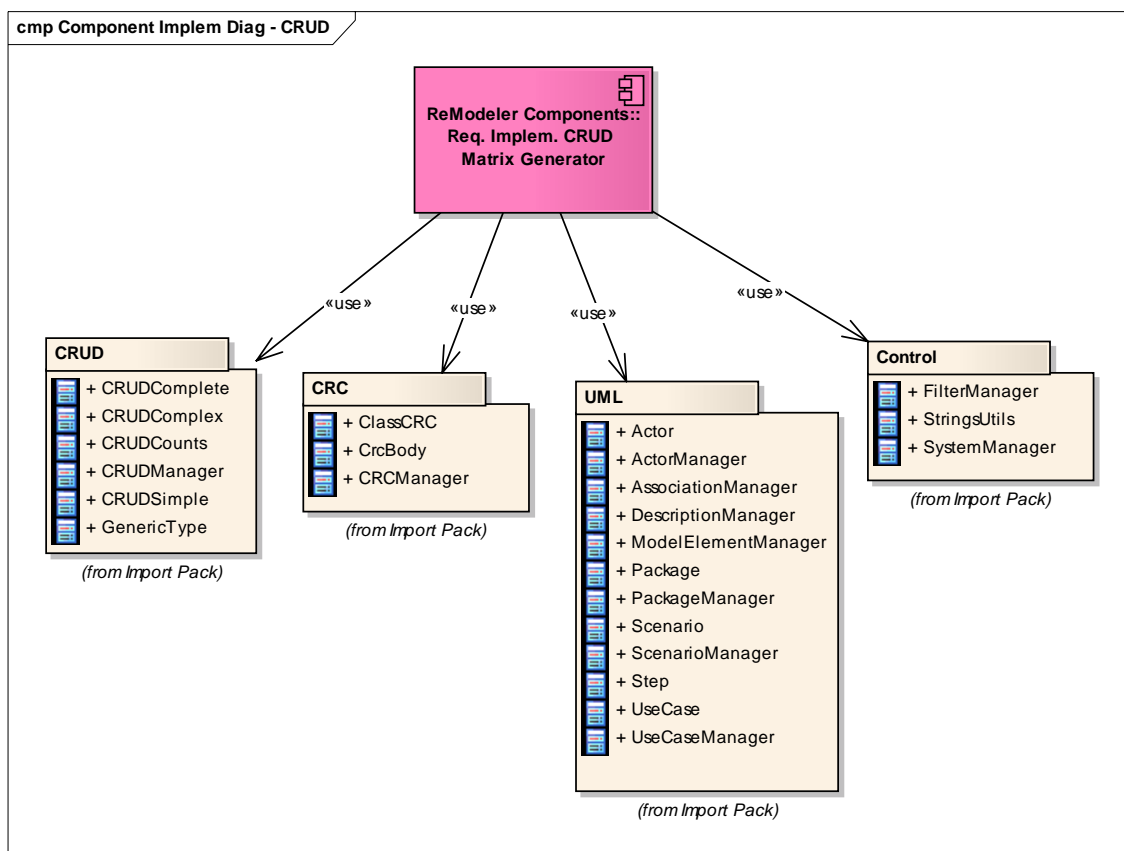 cmp Component Implem Diag - CRUD
ReModeler Components::
Req. Implem. CRUD
Matrix Generator
«use»
«use»
«use»
«use»
CRUD
+ CRUDComplete
+ CRUDComplex
+ CRUDCounts
+ CRUDManager
+ CRUDSimple
+ GenericType
(from Import Pack)
CRC
+ ClassCRC
+ CrcBody
+ CRCManager
(from Import Pack)
UML
+ Actor
+ ActorManager
+ AssociationManager
+ DescriptionManager
+ ModelElementManager
+ Package
+ PackageManager
+ Scenario
+ ScenarioManager
+ Step
+ UseCase
+ UseCaseManager
(from Import Pack)
Control
+ FilterManager
+ StringsUtils
+ SystemManager
(from Import Pack)